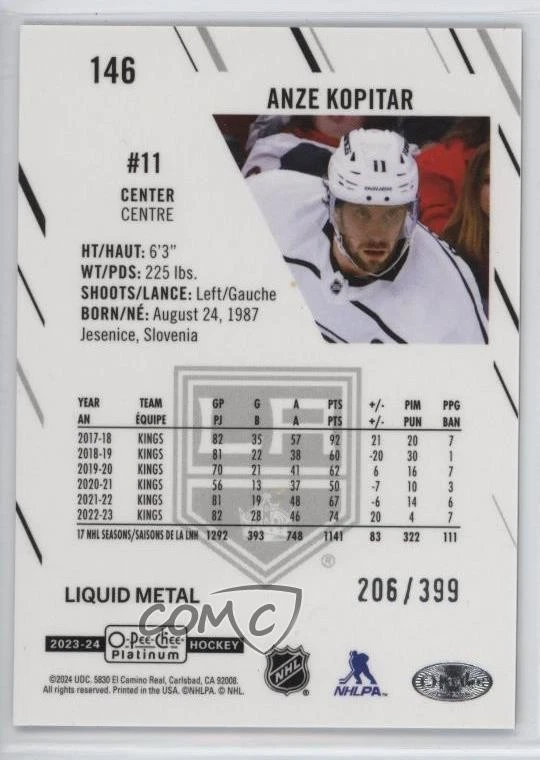 146
ANZE KOPITAR
11
#11
CENTER
CENTRE
HT/HAUT: 6'3"
WT/PDS: 225 lbs.
SHOOTS/LANCE: Left/Gauche
BORN/NÉ: August 24, 1987
Jesenice, Slovenia
YEAR TEAM GP G A PTS +/- PIM PPG
AN ÉQUIPE PJ B A PTS +/- PUN BAN
2017-18 KINGS 82 35 57 92 21 20 7
2018-19 KINGS 81 22 38 60 -20 30 1
2019-20 KINGS 70 21 41 62 6 16 7
2020-21 KINGS 56 13 37 50 -7 10 3
2021-22 KINGS 81 19 48 67 -6 14 6
2022-23 KINGS 82 28 46 74 20 4 7
17 NHL SEASONS/SAISONS DE LA LNH 1292 393 748 1141 83 322 111
LA
®
LIQUID METAL
206/399
COMC
2023-24 O-Pee-Chee Platinum HOCKEY
NHL ®
NHLPA™
©2024 UDC. 5830 El Camino Real, Carlsbad, CA 92008.
All rights reserved. Printed in the USA. ©NHLPA. © NHL.